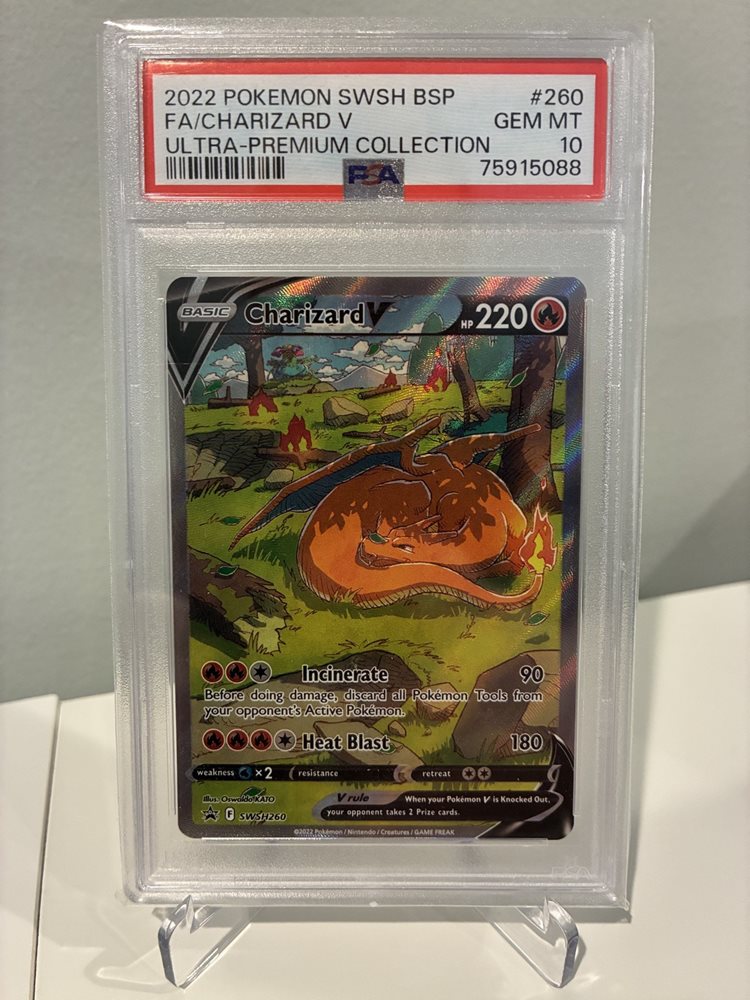 2022 POKEMON SWSH BSP #260
FA/CHARIZARD V GEM MT
ULTRA-PREMIUM COLLECTION 10
PSA 75915088
BASIC Charizard V HP 220
Incinerate 90
Before doing damage, discard all Pokémon Tools from
your opponent's Active Pokémon.
Heat Blast 180
weakness ×2 resistance retreat
Illus. Oswaldo KATO
V rule When your Pokémon V is Knocked Out,
your opponent takes 2 Prize cards.
F SWSH260
©2022 Pokémon / Nintendo / Creatures / GAME FREAK
PSA